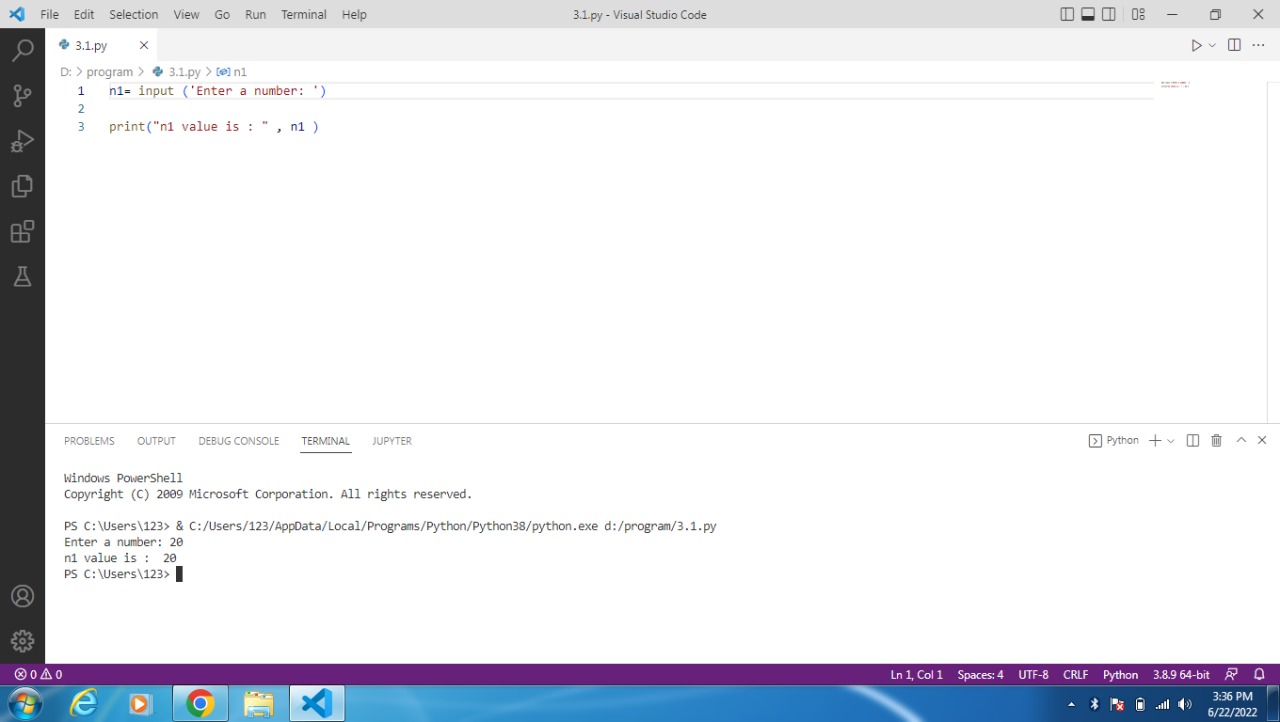 File Edit Selection View Go Run Terminal Help 3.1.py - Visual Studio Code
3.1.py
D: > program > 3.1.py > n1
1 n1= input ('Enter a number: ')
2
3 print("n1 value is : " , n1 )
PROBLEMS OUTPUT DEBUG CONSOLE TERMINAL JUPYTER Python
Windows PowerShell
Copyright (C) 2009 Microsoft Corporation. All rights reserved.
PS C:\Users\123> & C:/Users/123/AppData/Local/Programs/Python/Python38/python.exe d:/program/3.1.py
Enter a number: 20
n1 value is :  20
PS C:\Users\123>
0 0 Ln 1, Col 1 Spaces: 4 UTF-8 CRLF Python 3.8.9 64-bit
3:36 PM
6/22/2022